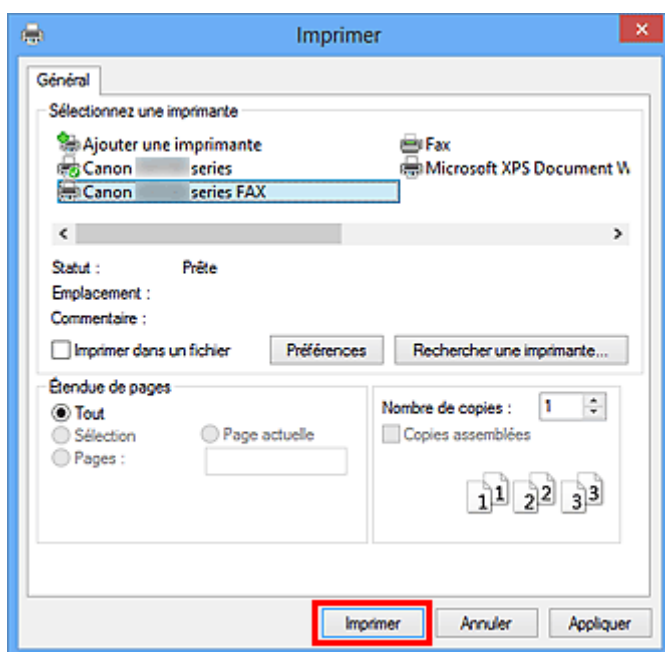 Imprimer
Général
Sélectionnez une imprimante
Ajouter une imprimante
Fax
Canon series
Microsoft XPS Document W
Canon series FAX
Statut : Prête
Emplacement :
Commentaire :
Imprimer dans un fichier
Préférences
Rechercher une imprimante...
Étendue de pages
Tout
Sélection
Page actuelle
Pages :
Nombre de copies : 1
Copies assemblées
1 1 2 2 3 3
Imprimer
Annuler
Appliquer